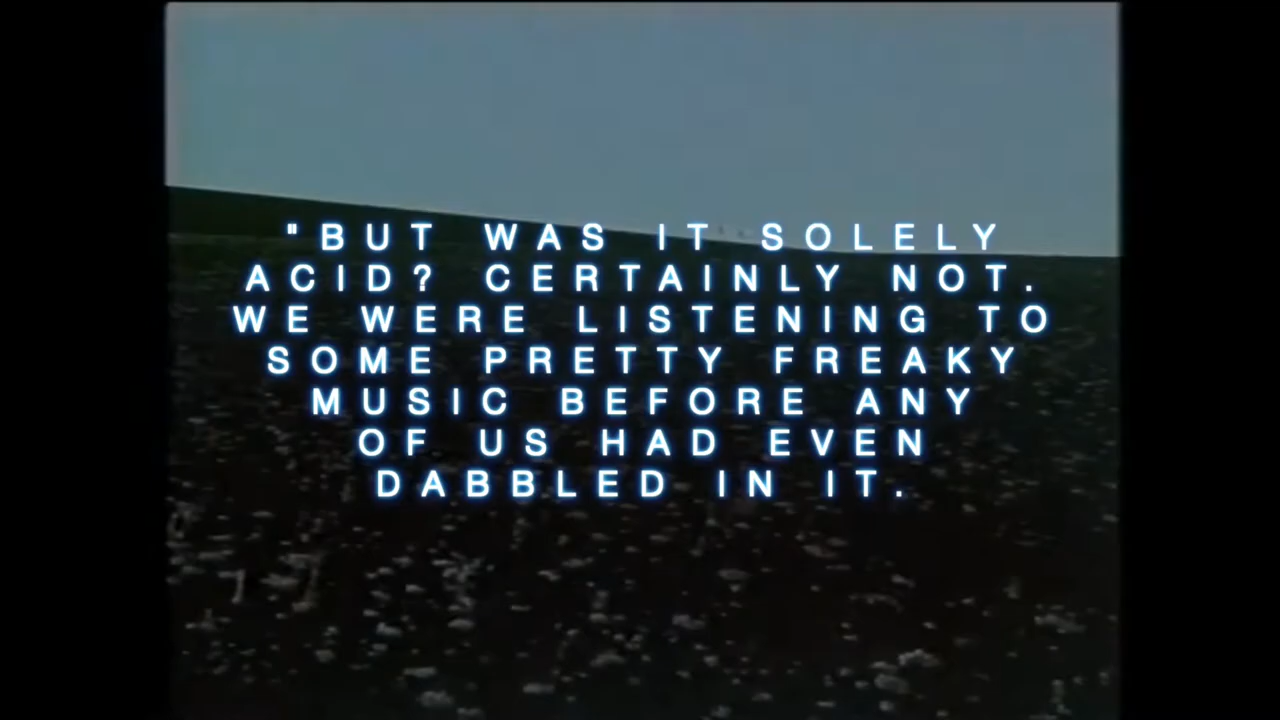 "BUT WAS IT SOLELY
ACID? CERTAINLY NOT.
WE WERE LISTENING TO
SOME PRETTY FREAKY
MUSIC BEFORE ANY
OF US HAD EVEN
DABBLED IN IT.